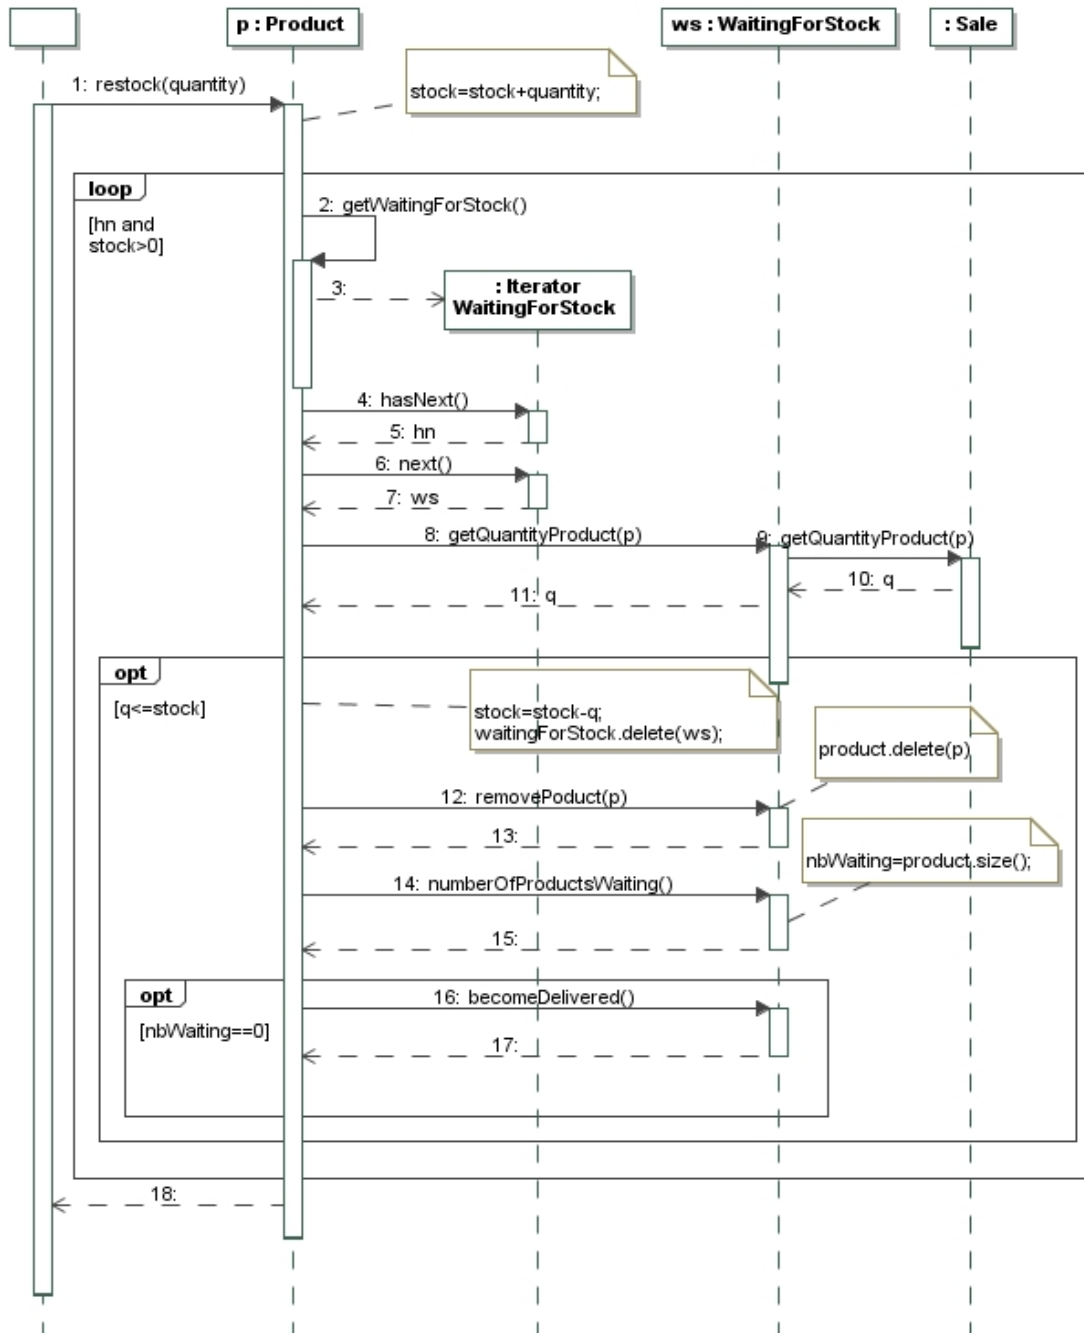 p : Product
ws : WaitingForStock
: Sale
1: restock(quantity)
stock=stock+quantity;
loop
[hn and
stock>0]
2: getWaitingForStock()
3:
: Iterator
WaitingForStock
4: hasNext()
5: hn
6: next()
7: ws
8: getQuantityProduct(p)
9: getQuantityProduct(p)
10: q
11: q
opt
[q<=stock]
stock=stock-q;
waitingForStock.delete(ws);
product.delete(p)
12: removePoduct(p)
13:
nbWaiting=product.size();
14: numberOfProductsWaiting()
15:
opt
[nbWaiting==0]
16: becomeDelivered()
17:
18: